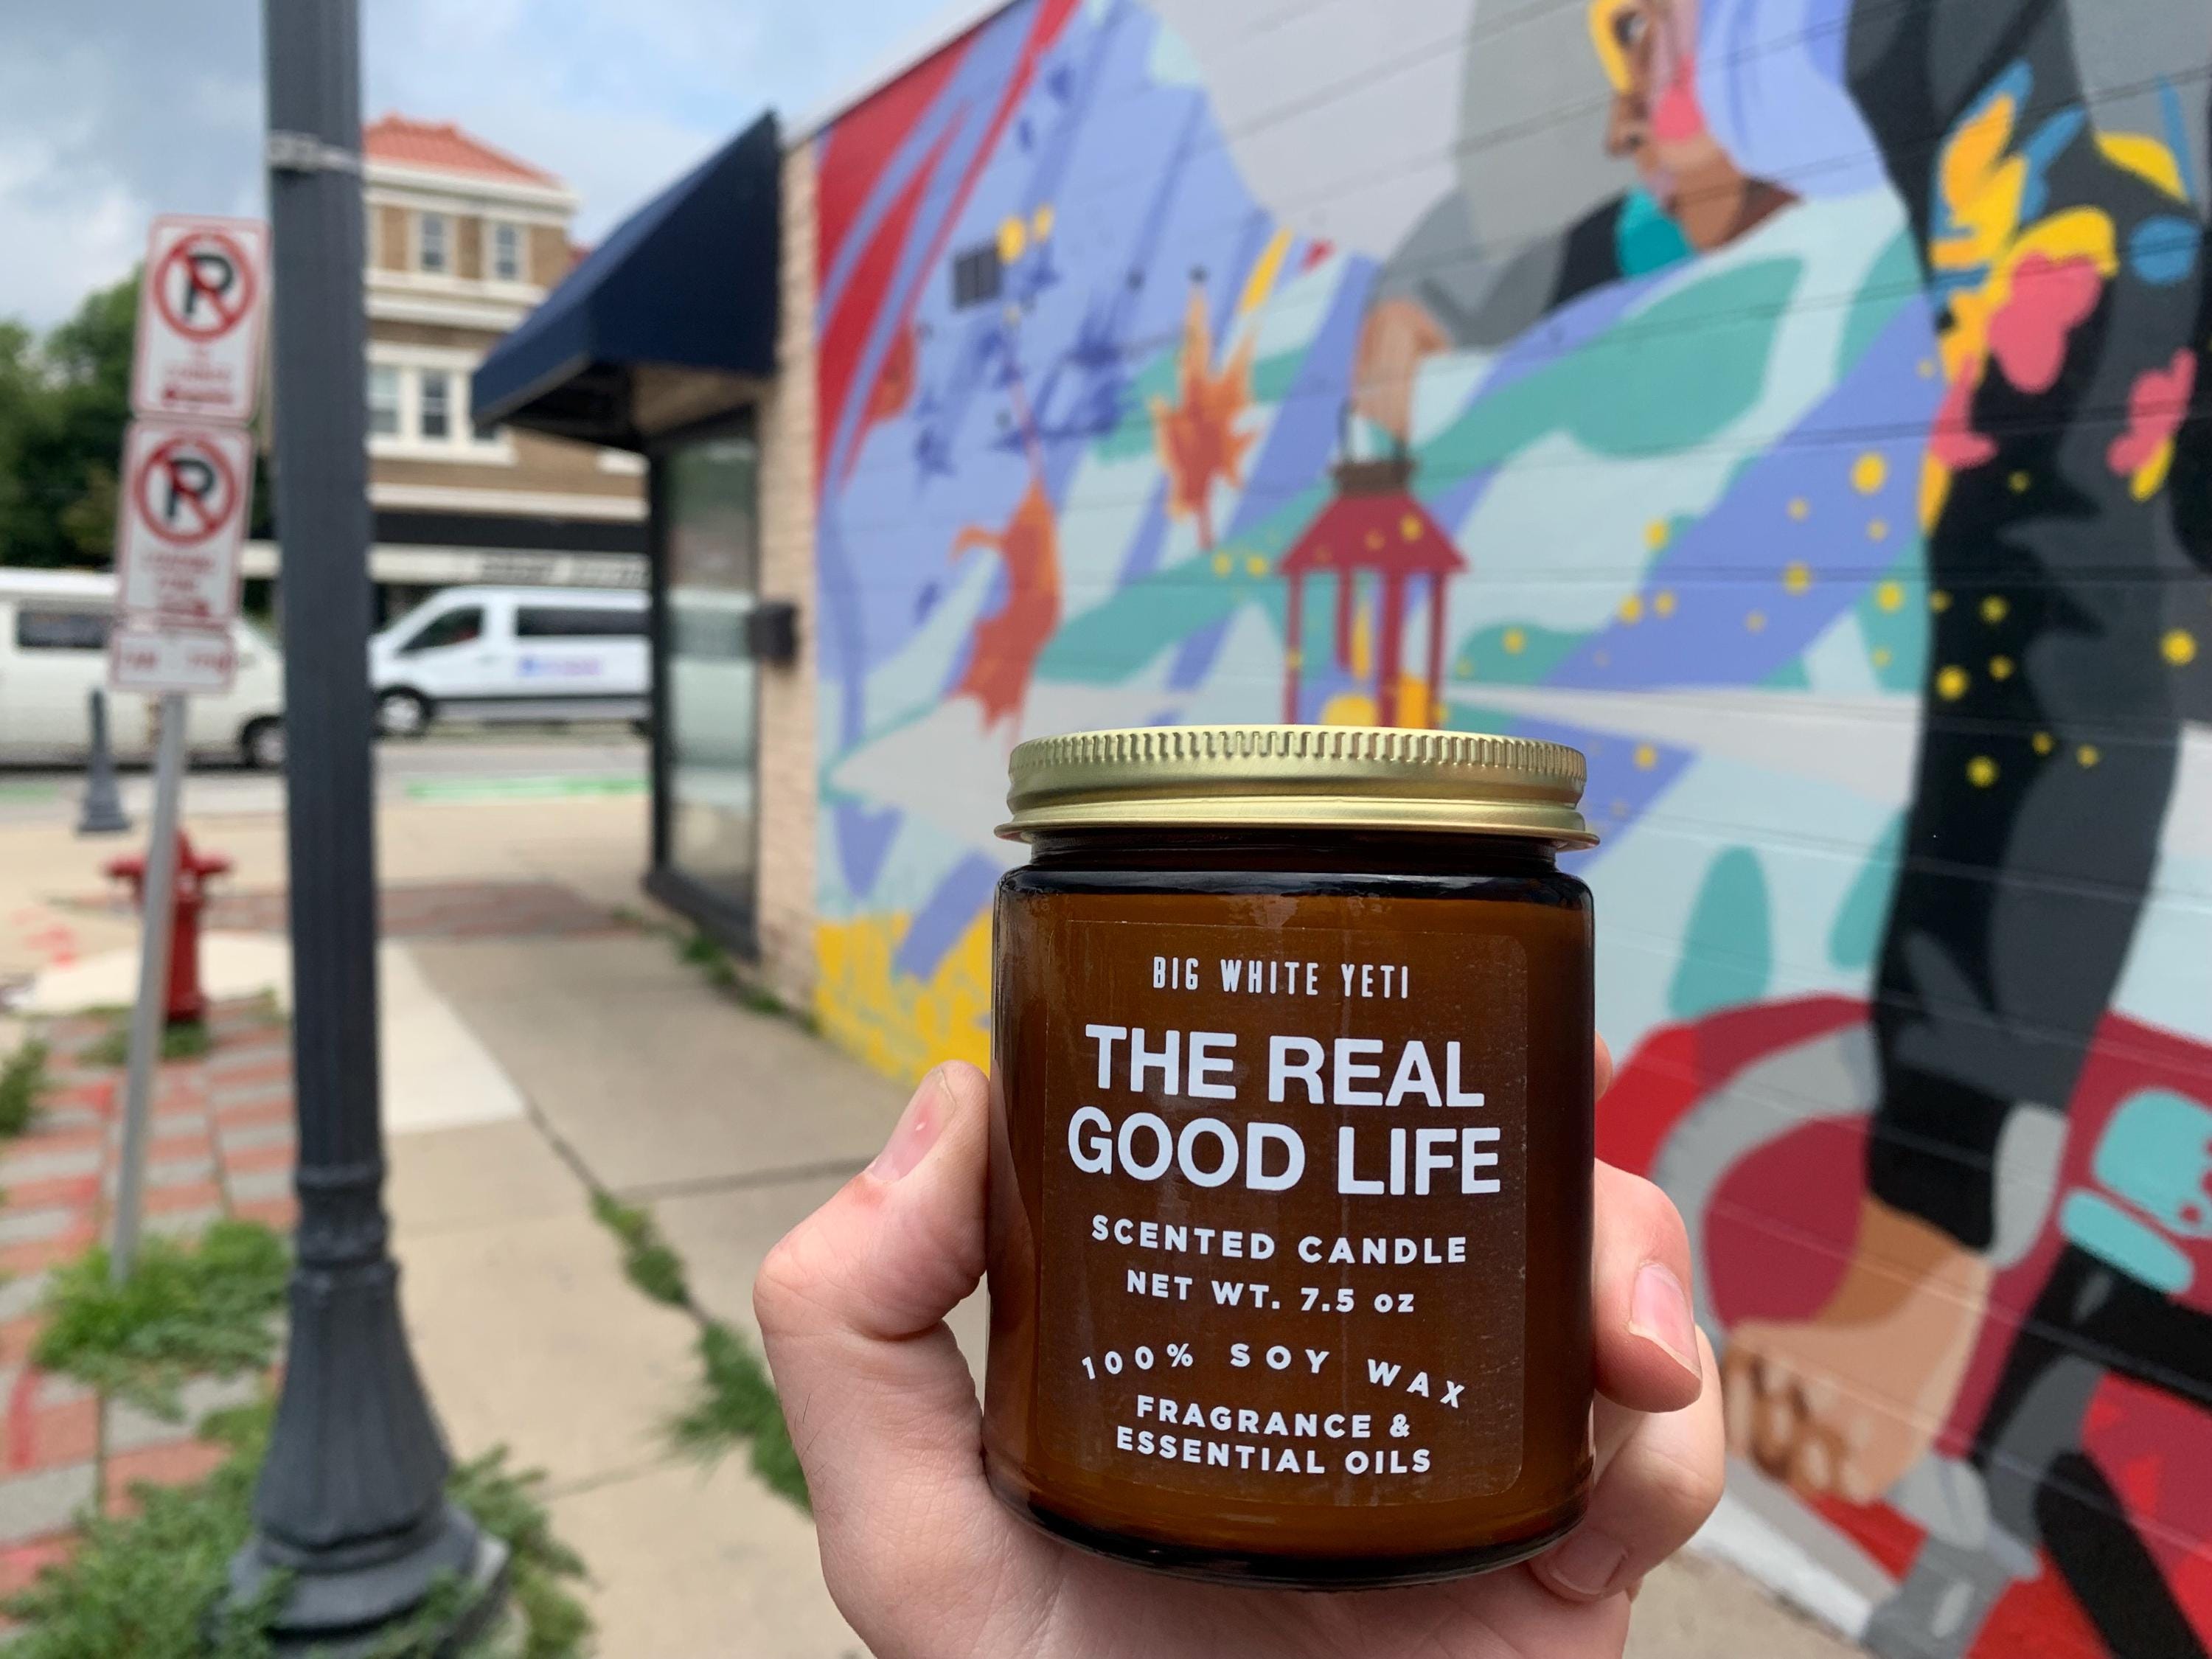 BIG WHITE YETI
THE REAL
GOOD LIFE
SCENTED CANDLE
NET WT. 7.5 oz
100% SOY WAX
FRAGRANCE &
ESSENTIAL OILS
P
P